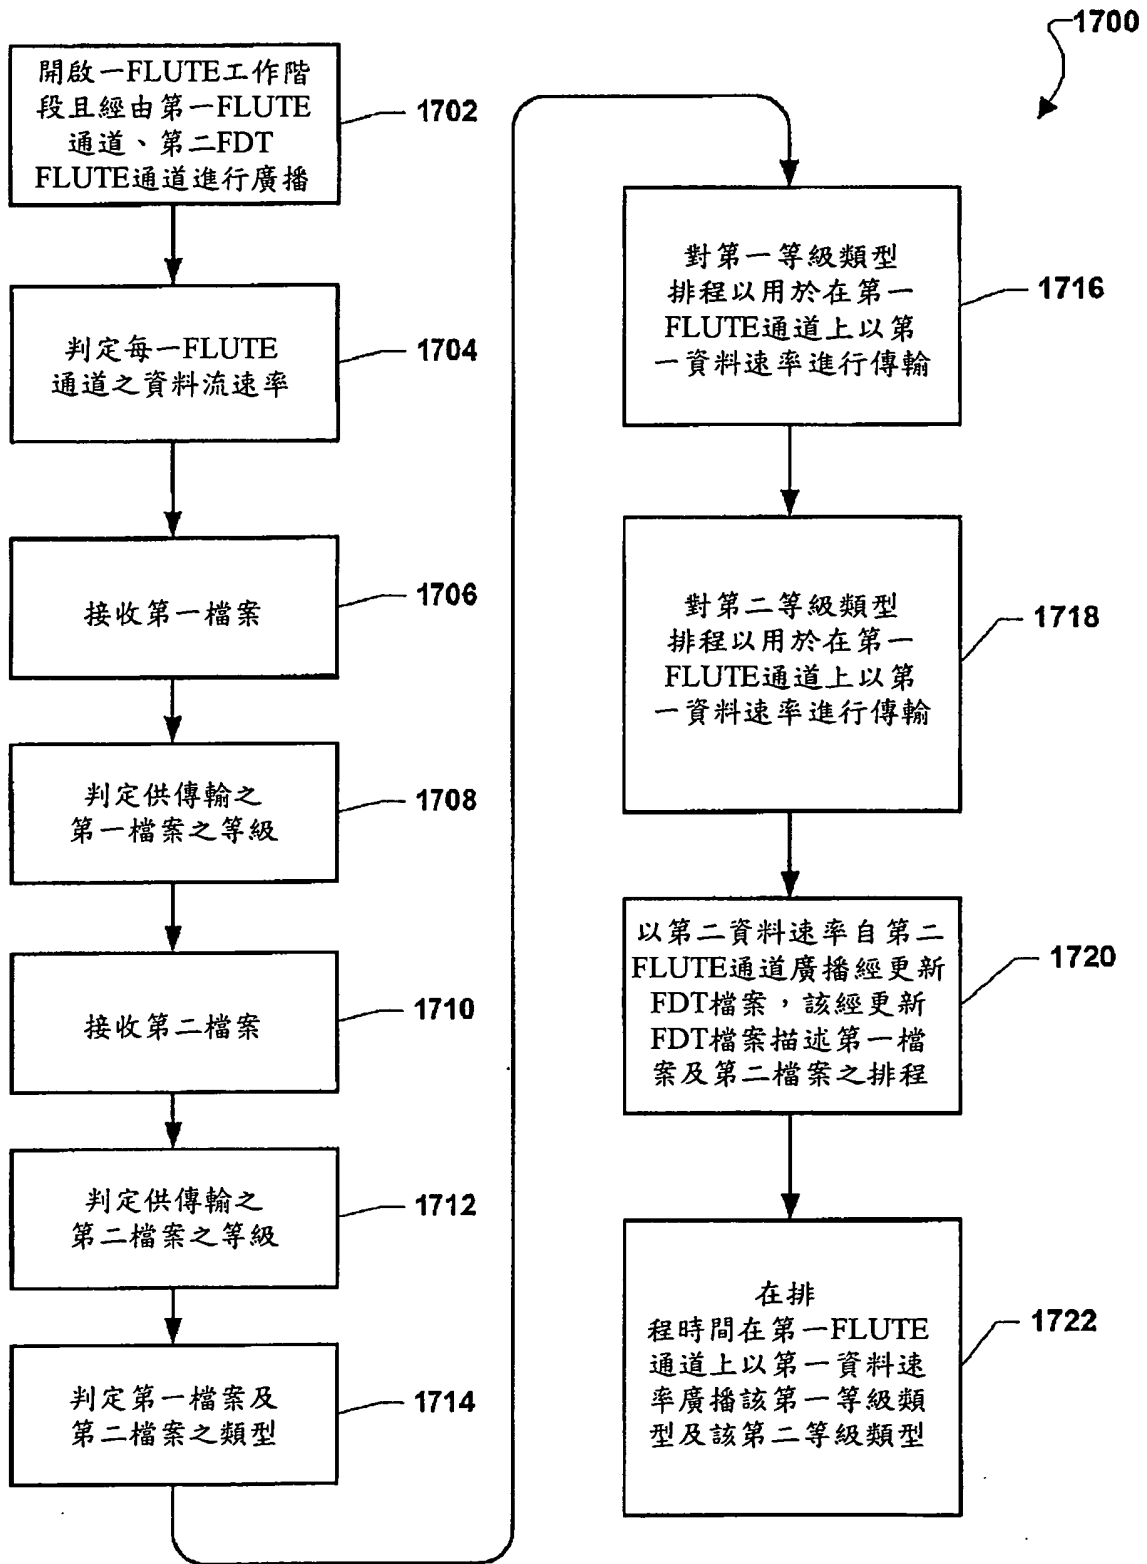 1700
開啟一FLUTE工作階
段且經由第一FLUTE
通道、第二FDT
FLUTE通道進行廣播
1702
判定每一FLUTE
通道之資料流速率
1704
接收第一檔案
1706
判定供傳輸之
第一檔案之等級
1708
接收第二檔案
1710
判定供傳輸之
第二檔案之等級
1712
判定第一檔案及
第二檔案之類型
1714
對第一等級類型
排程以用於在第一
FLUTE通道上以第
一資料速率進行傳輸
1716
對第二等級類型
排程以用於在第一
FLUTE通道上以第
一資料速率進行傳輸
1718
以第二資料速率自第二
FLUTE通道廣播經更新
FDT檔案，該經更新
FDT檔案描述第一檔
案及第二檔案之排程
1720
在排
程時間在第一FLUTE
通道上以第一資料速
率廣播該第一等級類
型及該第二等級類型
1722